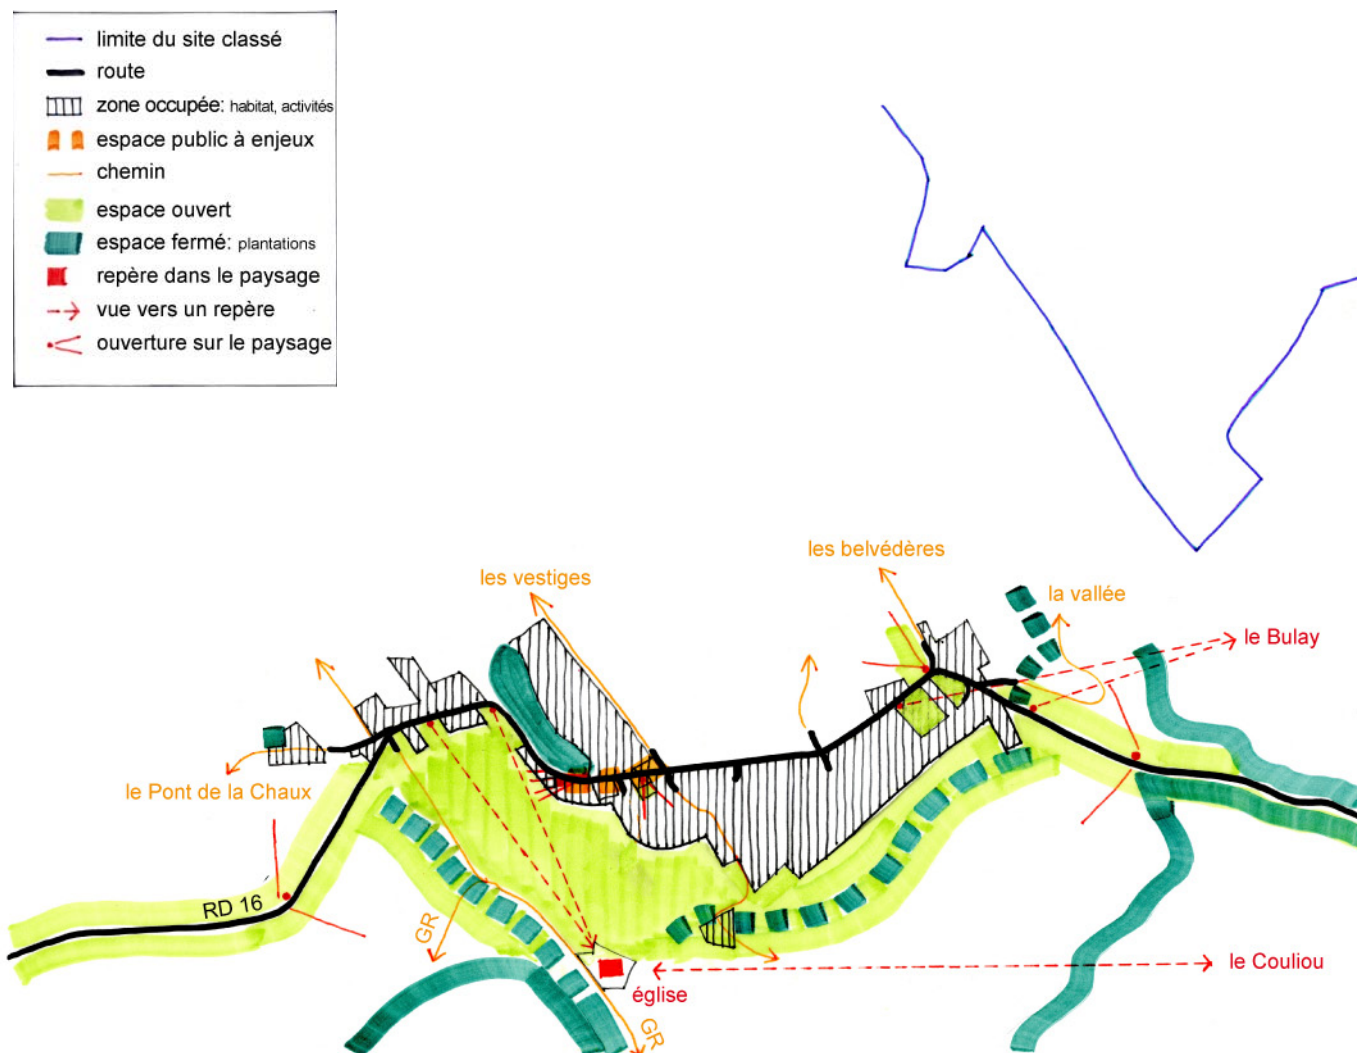 limite du site classé
route
zone occupée: habitat, activités
espace public à enjeux
chemin
espace ouvert
espace fermé: plantations
repère dans le paysage
vue vers un repère
ouverture sur le paysage
les belvédères
les vestiges
la vallée
le Bulay
le Pont de la Chaux
RD 16
GR
le Couliou
église
GR